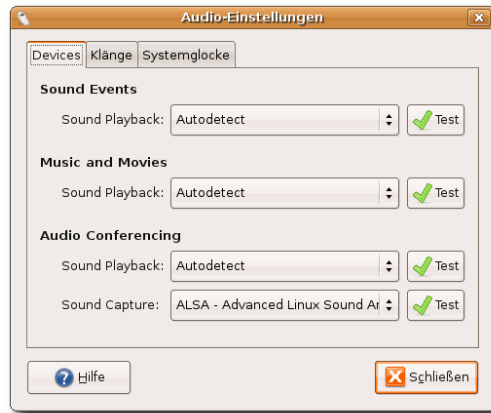 Audio-Einstellungen
Devices Klänge Systemglocke
Sound Events
Sound Playback: Autodetect Test
Music and Movies
Sound Playback: Autodetect Test
Audio Conferencing
Sound Playback: Autodetect Test
Sound Capture: ALSA - Advanced Linux Sound Ar Test
Hilfe Schließen